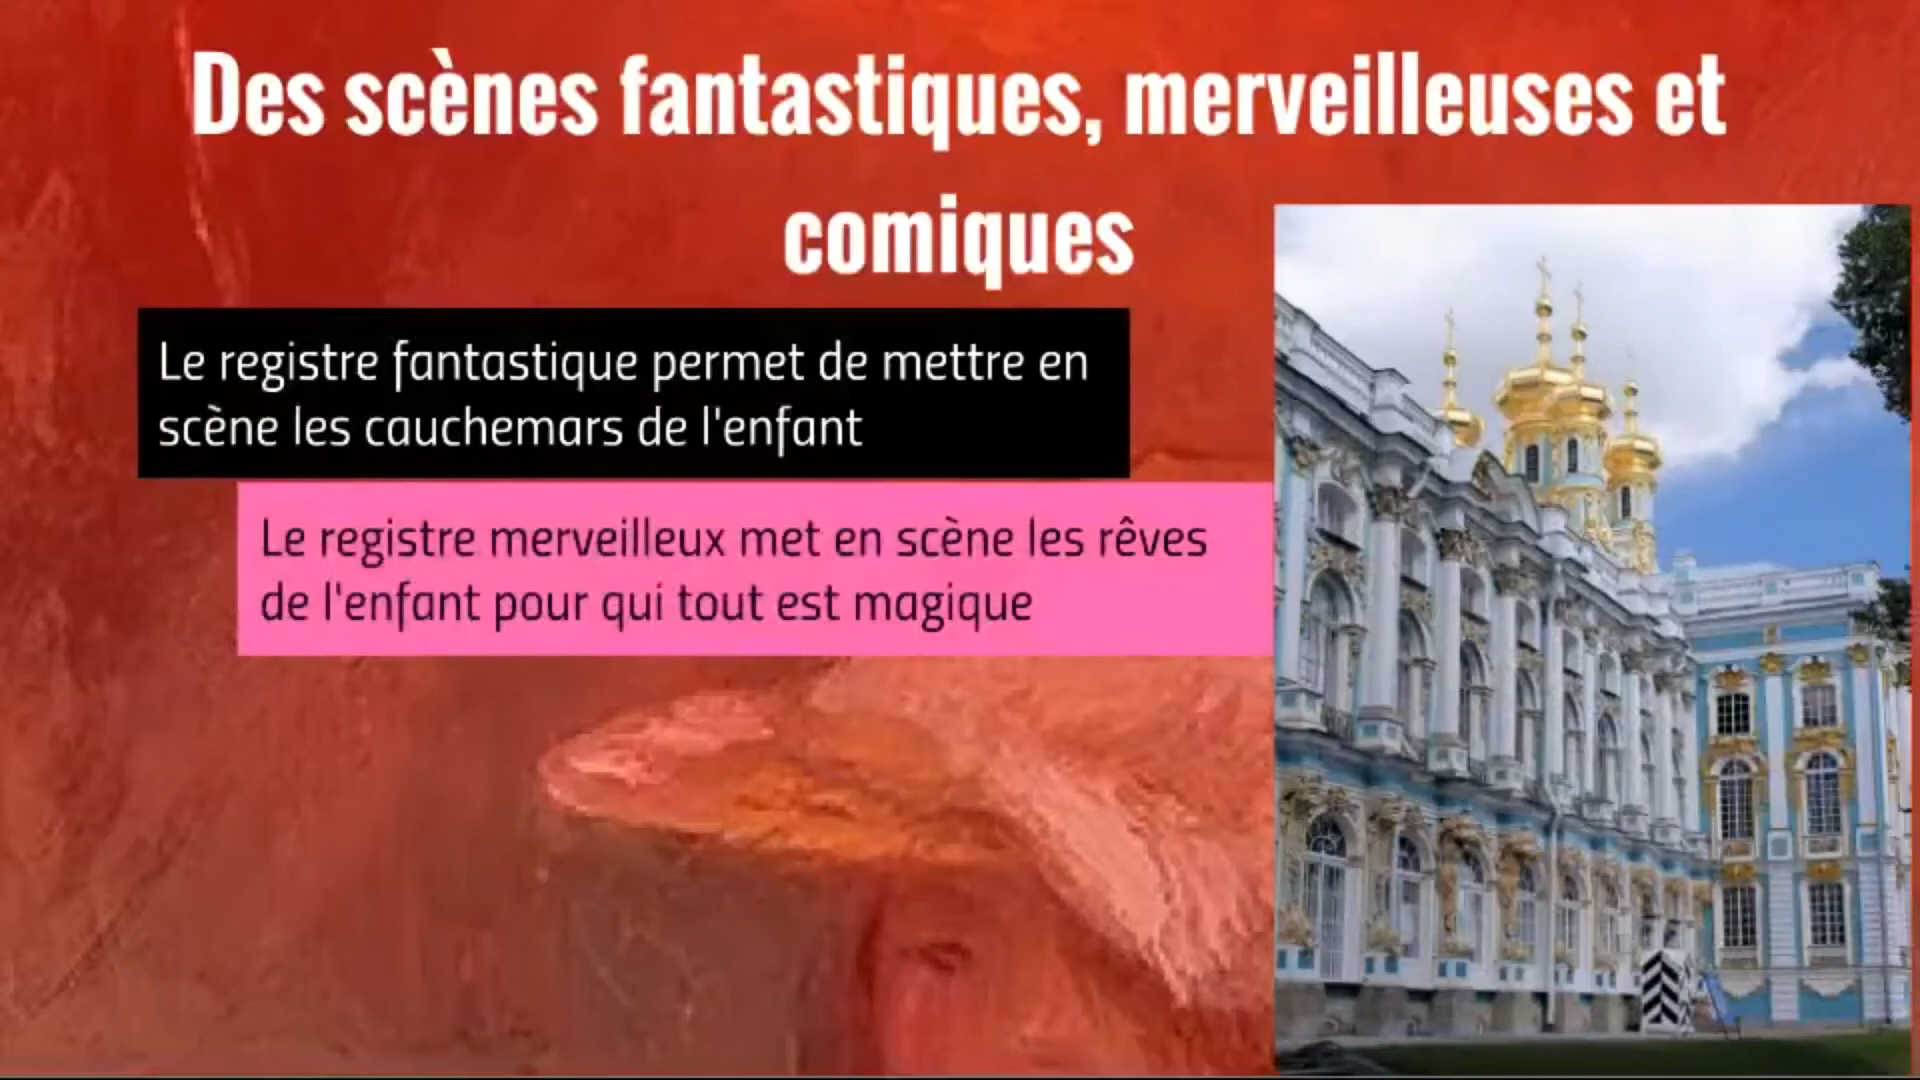 Des scènes fantastiques, merveilleuses et
comiques
Le registre fantastique permet de mettre en
scène les cauchemars de l'enfant
Le registre merveilleux met en scène les rêves
de l'enfant pour qui tout est magique